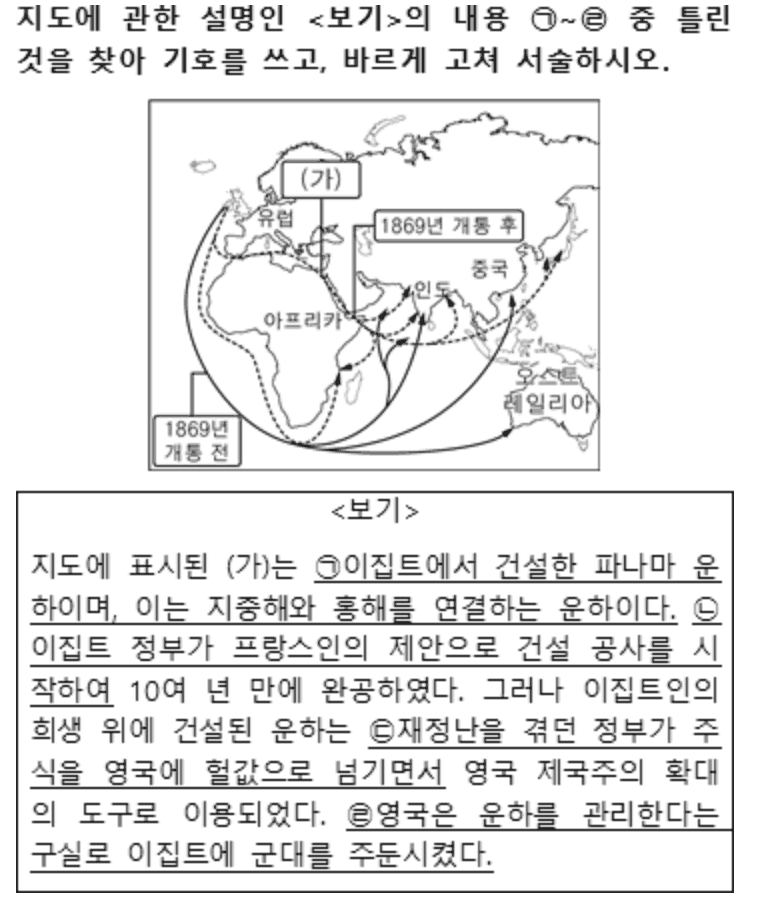 지도에 관한 설명인 <보기>의 내용 ㉠~㉣ 중 틀린
것을 찾아 기호를 쓰고, 바르게 고쳐 서술하시오.
(가)
유럽
1869년 개통 후
중국
인도
아프리카
오스트
레일리아
1869년
개통 전
<보기>
지도에 표시된 (가)는 ㉠이집트에서 건설한 파나마 운
하이며, 이는 지중해와 홍해를 연결하는 운하이다. ㉡
이집트 정부가 프랑스인의 제안으로 건설 공사를 시
작하여 10여 년 만에 완공하였다. 그러나 이집트인의
희생 위에 건설된 운하는 ㉢재정난을 겪던 정부가 주
식을 영국에 헐값으로 넘기면서 영국 제국주의 확대
의 도구로 이용되었다. ㉣영국은 운하를 관리한다는
구실로 이집트에 군대를 주둔시켰다.